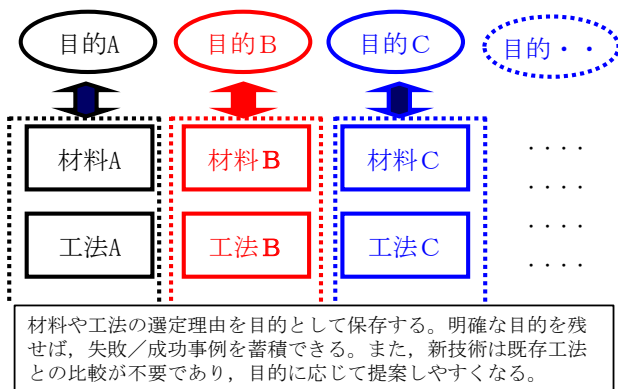 目的A 目的B 目的C 目的・・
材料A 材料B 材料C ・・・・
・・・・
工法A 工法B 工法C ・・・・
・・・・
材料や工法の選定理由を目的として保存する。明確な目的を残
せば，失敗／成功事例を蓄積できる。また，新技術は既存工法
との比較が不要であり，目的に応じて提案しやすくなる。